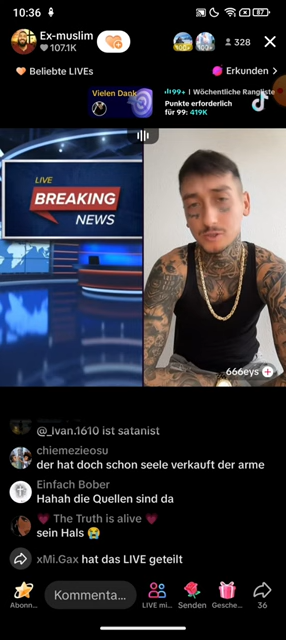 10:36
87
Ex-muslim
107.1K
100+
100+
328
Beliebte LIVEs
Erkunden
Vielen Dank
99+ | Wöchentliche Rangliste
Punkte erforderlich
für 99: 419K
LIVE
BREAKING
NEWS
666eys
@_Ivan.1610 ist satanist
chiemezieosu
der hat doch schon seele verkauft der arme
Einfach Bober
Hahah die Quellen sind da
The Truth is alive
sein Hals 😭
xMi.Gax hat das LIVE geteilt
Abonn...
Kommenta...
LIVE mi...
Senden
Gesche...
36